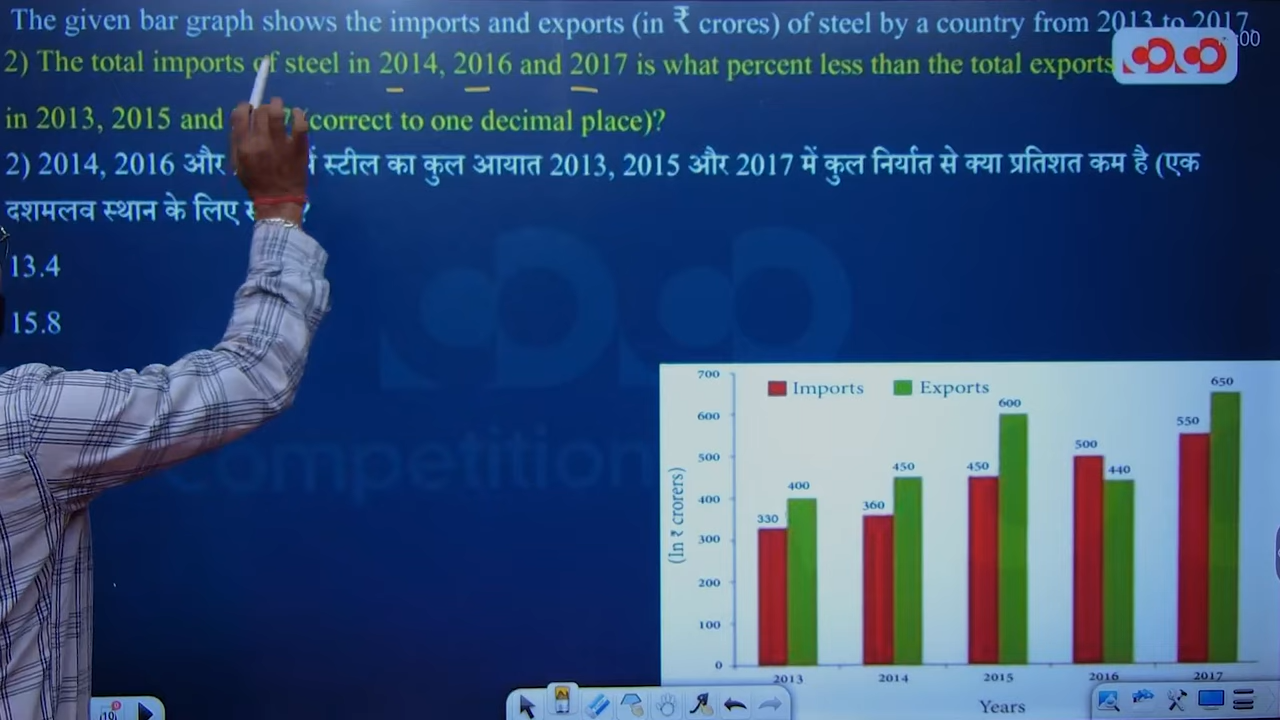 The given bar graph shows the imports and exports (in ₹ crores) of steel by a country from 2013 to 2017.
2) The total imports of steel in 2014, 2016 and 2017 is what percent less than the total exports
in 2013, 2015 and 7 (correct to one decimal place)?
2) 2014, 2016 और में स्टील का कुल आयात 2013, 2015 और 2017 में कुल निर्यात से क्या प्रतिशत कम है (एक
दशमलव स्थान के लिए ?
13.4
15.8
ompetition
700
600
500
400
300
200
100
0
(In ₹ crorers)
Imports Exports
330 400
360 450
450 600
500 440
550 650
2013 2014 2015 2016 2017
Years